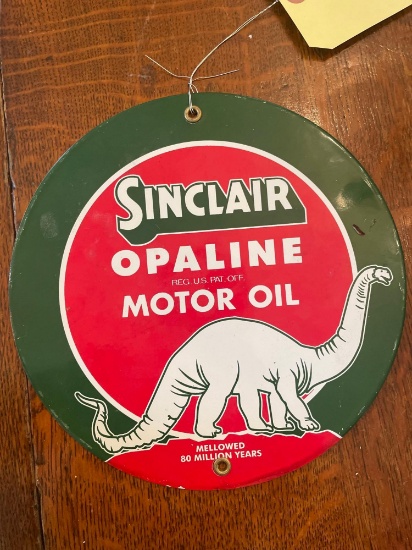 SINCLAIR
OPALINE
REG. U.S. PAT. OFF.
MOTOR OIL
MELLOWED
80 MILLION YEARS